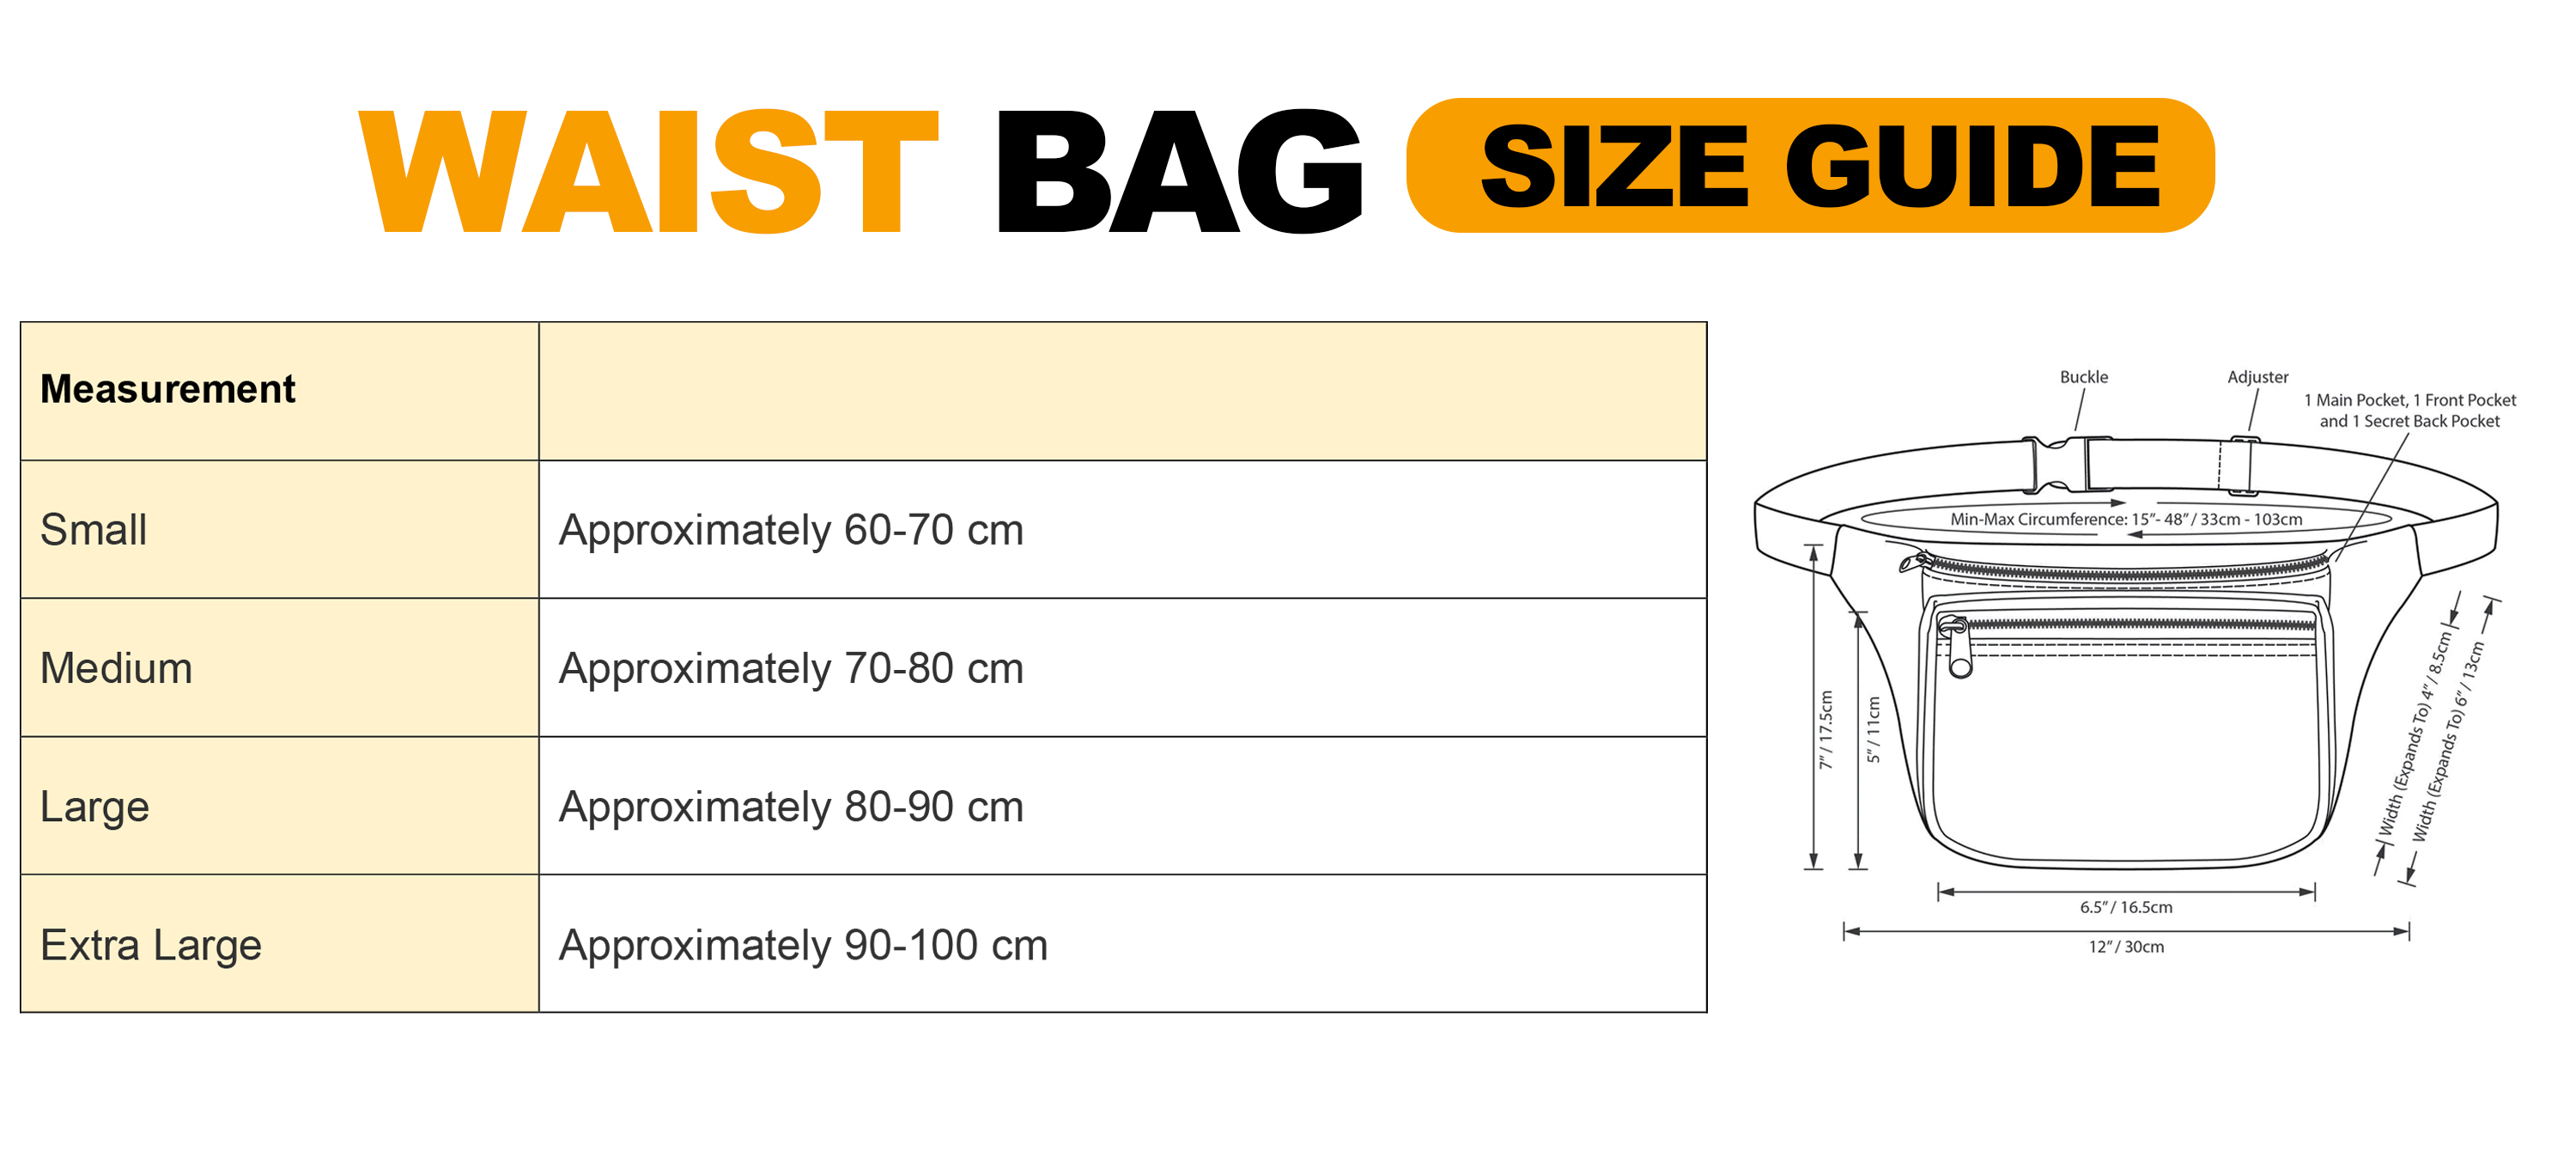 WAIST BAG SIZE GUIDE
Measurement
Small Approximately 60-70 cm
Medium Approximately 70-80 cm
Large Approximately 80-90 cm
Extra Large Approximately 90-100 cm
Buckle
Adjuster
1 Main Pocket, 1 Front Pocket
and 1 Secret Back Pocket
Min-Max Circumference: 15”- 48” / 33cm - 103cm
7” / 17.5cm
5” / 11cm
Width (Expands To) 4” / 8.5cm
Width (Expands To) 6” / 13cm
6.5” / 16.5cm
12” / 30cm